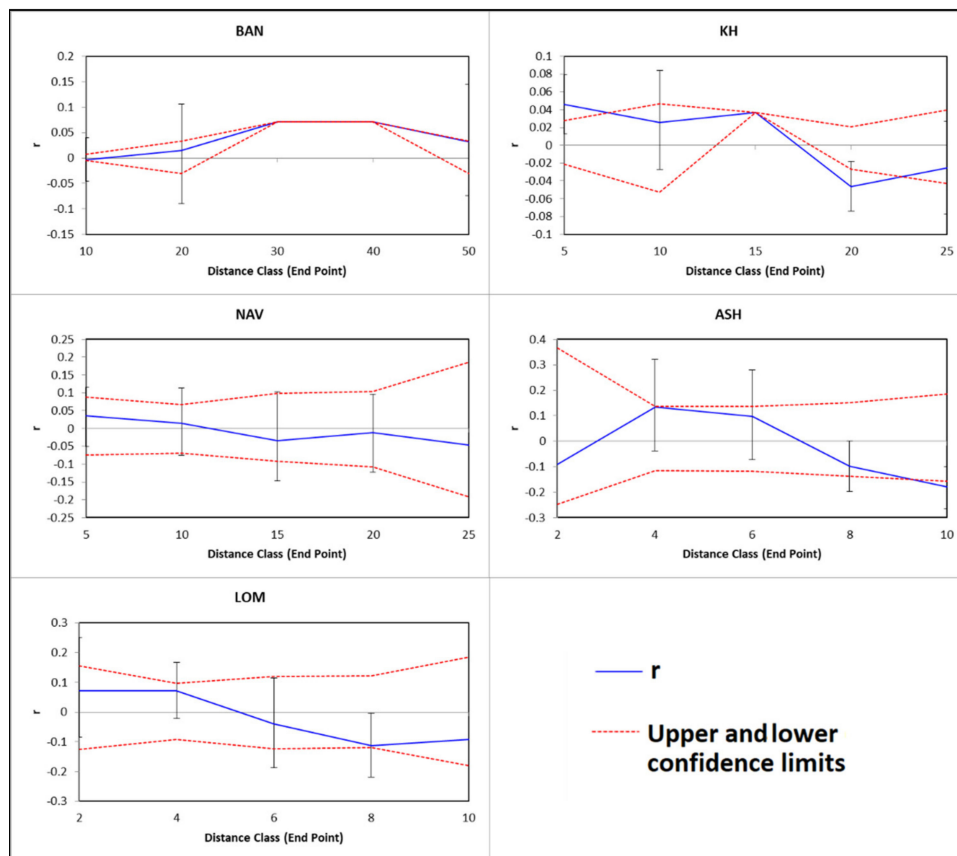 BAN
0.2
0.15
0.1
0.05
0
-0.05
-0.1
-0.15
r
10 20 30 40 50
Distance Class (End Point)
KH
0.1
0.08
0.06
0.04
0.02
0
-0.02
-0.04
-0.06
-0.08
-0.1
r
5 10 15 20 25
Distance Class (End Point)
NAV
0.25
0.2
0.15
0.1
0.05
0
-0.05
-0.1
-0.15
-0.2
-0.25
r
5 10 15 20 25
Distance Class (End Point)
ASH
0.4
0.3
0.2
0.1
0
-0.1
-0.2
-0.3
r
2 4 6 8 10
Distance Class (End Point)
LOM
0.3
0.2
0.1
0
-0.1
-0.2
-0.3
r
2 4 6 8 10
Distance Class (End Point)
r
Upper and lower
confidence limits